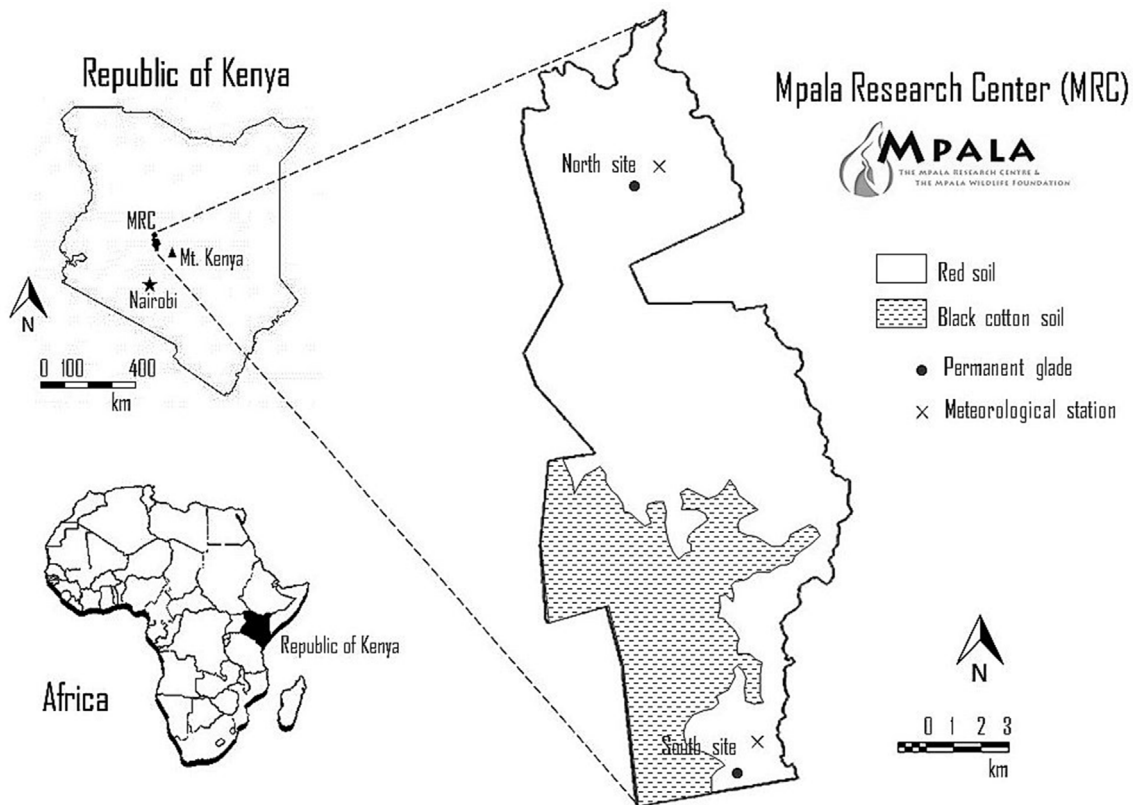 Republic of Kenya
MRC
Mt. Kenya
Nairobi
N
0 100 400
km
Africa
Republic of Kenya
North site
South site
Mpala Research Center (MRC)
MPALA
THE MPALA RESEARCH CENTRE &
THE MPALA WILDLIFE FOUNDATION
Red soil
Black cotton soil
Permanent glade
Meteorological station
N
0 1 2 3
km